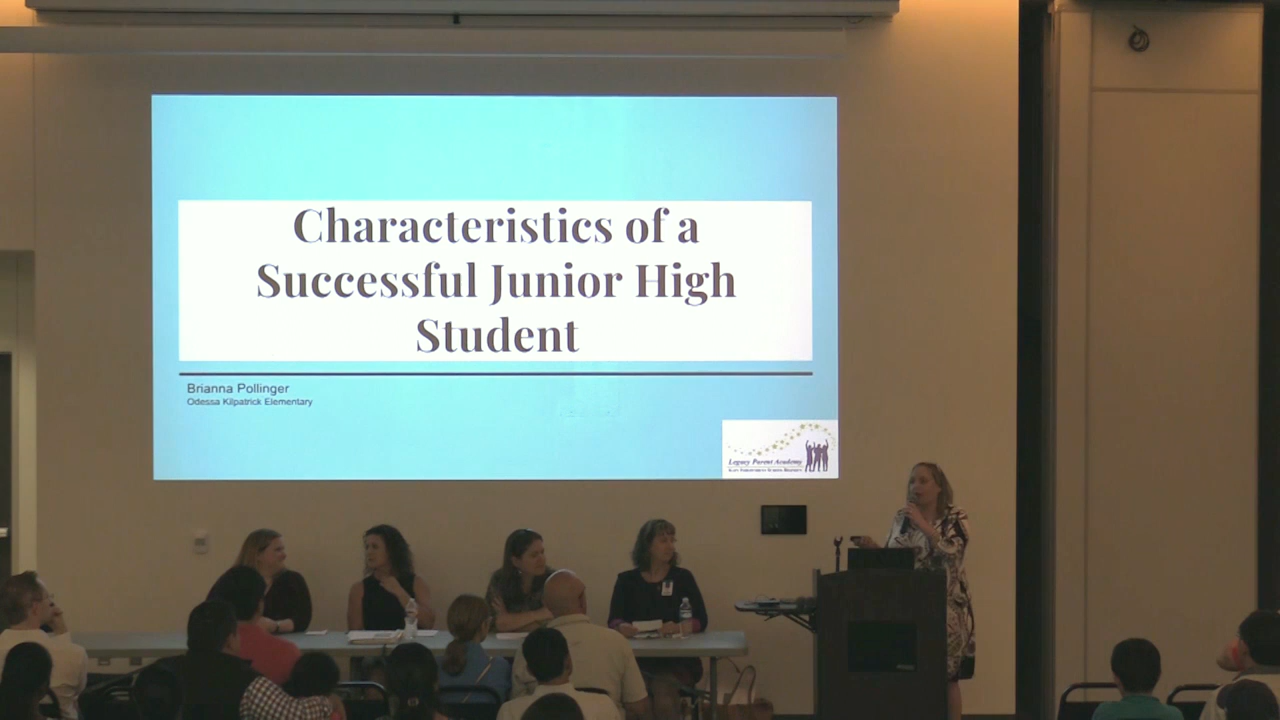 Characteristics of a
Successful Junior High
Student
Brianna Pollinger
Odessa Kilpatrick Elementary
Legacy Parent Academy